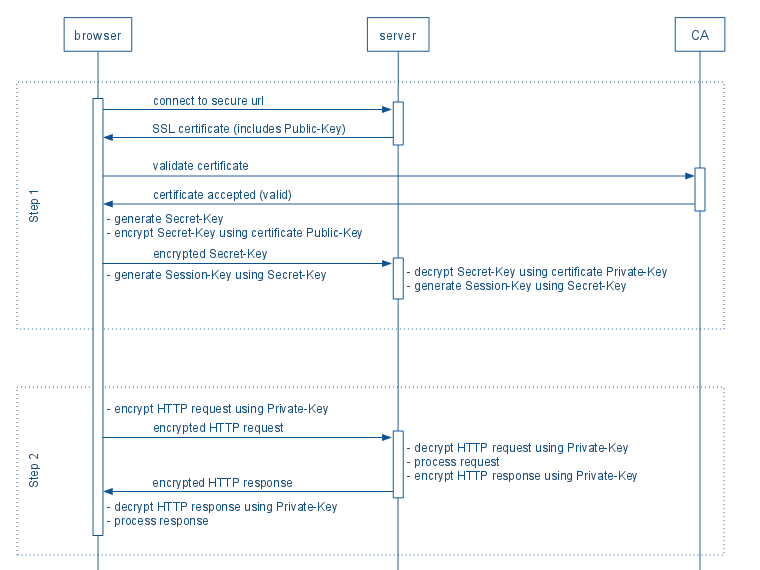 browser
server
CA
Step 1
connect to secure url
SSL certificate (includes Public-Key)
validate certificate
certificate accepted (valid)
- generate Secret-Key
- encrypt Secret-Key using certificate Public-Key
encrypted Secret-Key
- generate Session-Key using Secret-Key
- decrypt Secret-Key using certificate Private-Key
- generate Session-Key using Secret-Key
Step 2
- encrypt HTTP request using Private-Key
encrypted HTTP request
- decrypt HTTP request using Private-Key
- process request
- encrypt HTTP response using Private-Key
encrypted HTTP response
- decrypt HTTP response using Private-Key
- process response